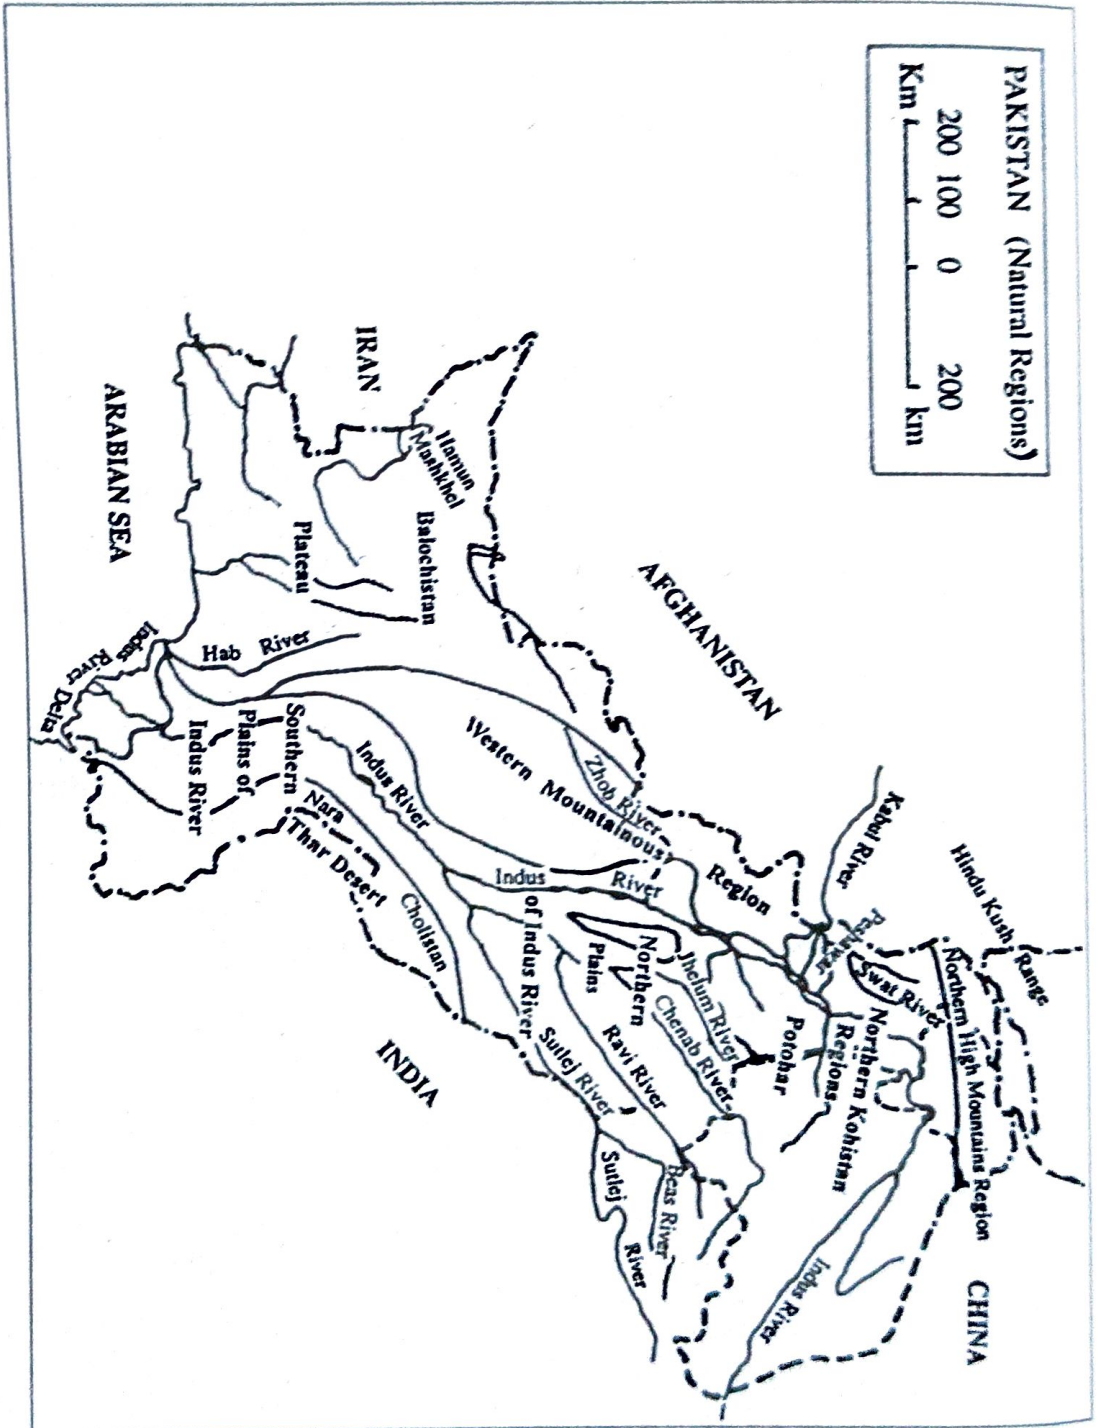 PAKISTAN (Natural Regions)
200 100 0 200
Km km
Hindu Kush Range
CHINA
Northern High Mountains Region
Swat River
Northern Kohistan
Regions
Kabul River
Peshawar
AFGHANISTAN
Potohar
Indus River
Region
Jhelum River
Chenab River
Northern
Plains
of Indus River
Zhob River
Western Mountainous
Indus River
Ravi River
Beas River
Sutlej River
Sutlej River
IRAN
Hamun
Mashkhel
Balochistan
Plateau
Indus River
Cholistan
INDIA
Nara
Thar Desert
Southern
Plains of
Indus River
Hab River
ARABIAN SEA
Indus River Delta